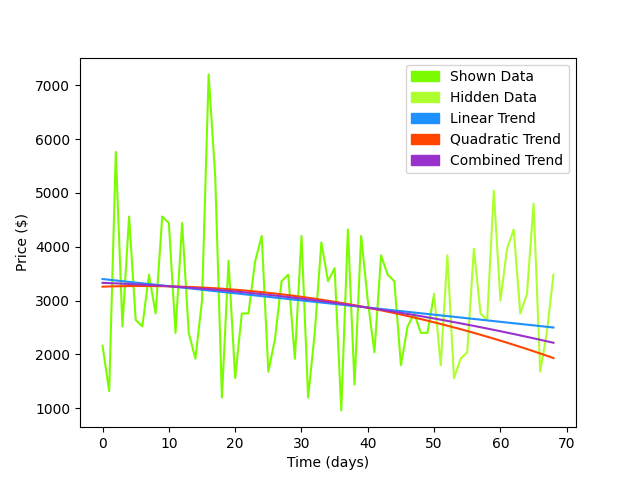 Price ($)
7000
6000
5000
4000
3000
2000
1000
0
10
20
30
40
50
60
70
Time (days)
Shown Data
Hidden Data
Linear Trend
Quadratic Trend
Combined Trend